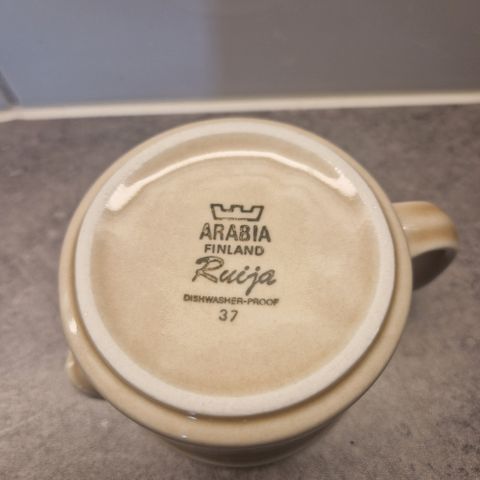 ARABIA
FINLAND
Ruija
DISHWASHER-PROOF
37